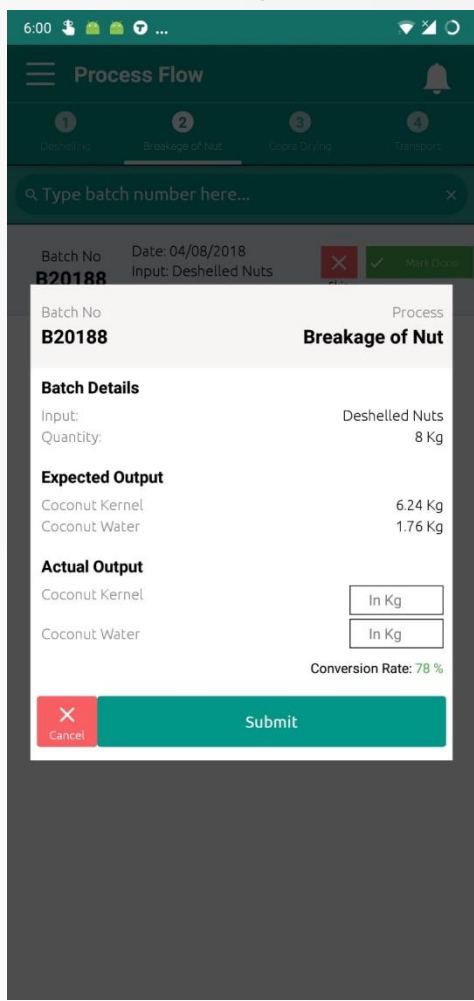 6:00 ...
Process Flow
1 2 3 4
Deshelling Breakage of Nut Copra Drying Transport
Type batch number here...
Batch No Date: 04/08/2018
B20188 Input: Deshelled Nuts Mark Done
Batch No Process
B20188 Breakage of Nut
Batch Details
Input: Deshelled Nuts
Quantity: 8 Kg
Expected Output
Coconut Kernel 6.24 Kg
Coconut Water 1.76 Kg
Actual Output
Coconut Kernel In Kg
Coconut Water In Kg
Conversion Rate: 78 %
Cancel Submit